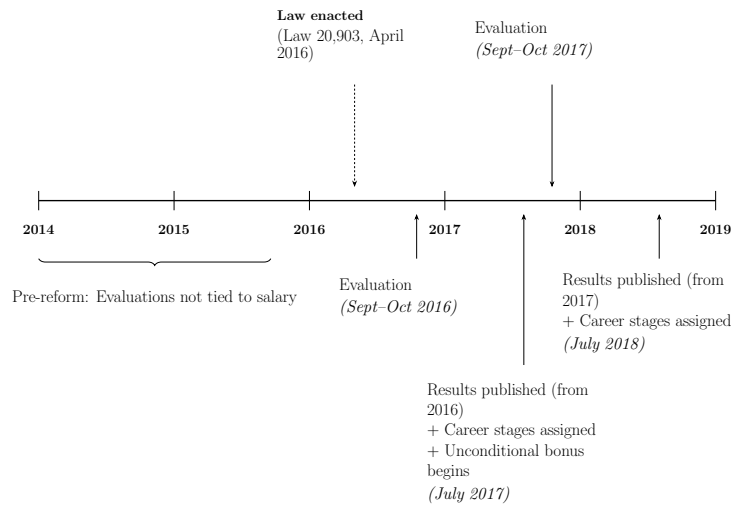 Law enacted
(Law 20,903, April
2016)
Evaluation
(Sept–Oct 2017)
2014
2015
2016
2017
2018
2019
Pre-reform: Evaluations not tied to salary
Evaluation
(Sept–Oct 2016)
Results published (from
2017)
+ Career stages assigned
(July 2018)
Results published (from
2016)
+ Career stages assigned
+ Unconditional bonus
begins
(July 2017)